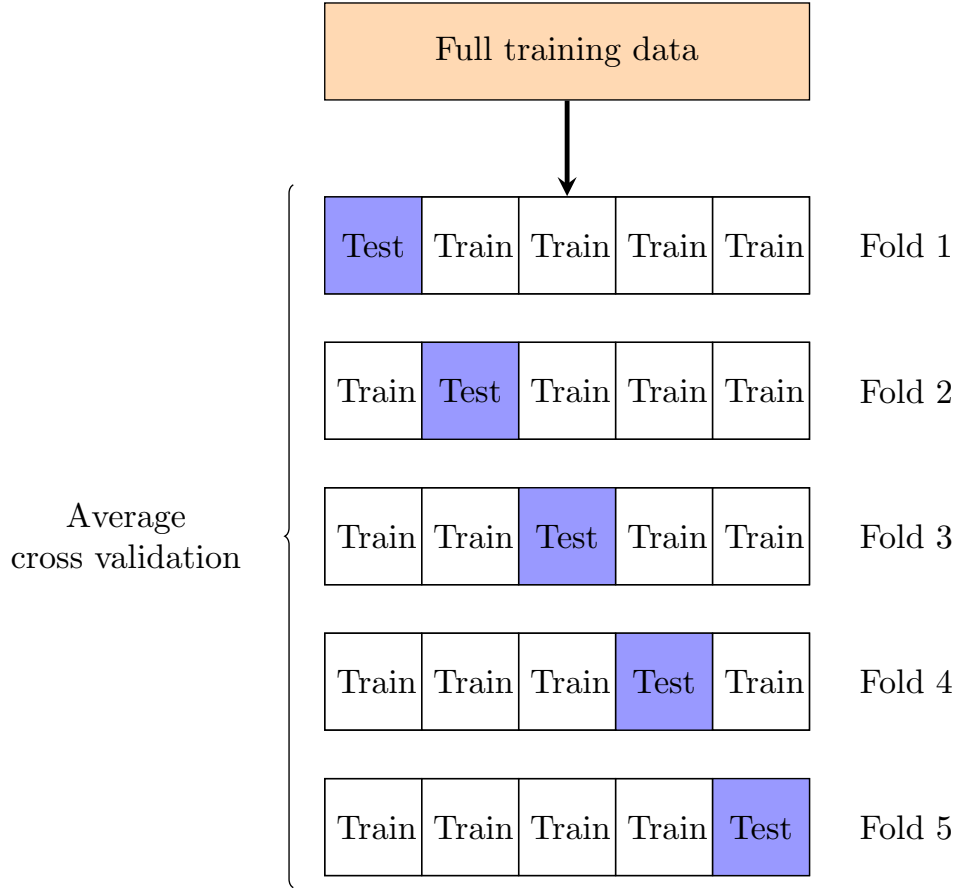 Full training data
Test Train Train Train Train Fold 1
Train Test Train Train Train Fold 2
Average
cross validation
Train Train Test Train Train Fold 3
Train Train Train Test Train Fold 4
Train Train Train Train Test Fold 5